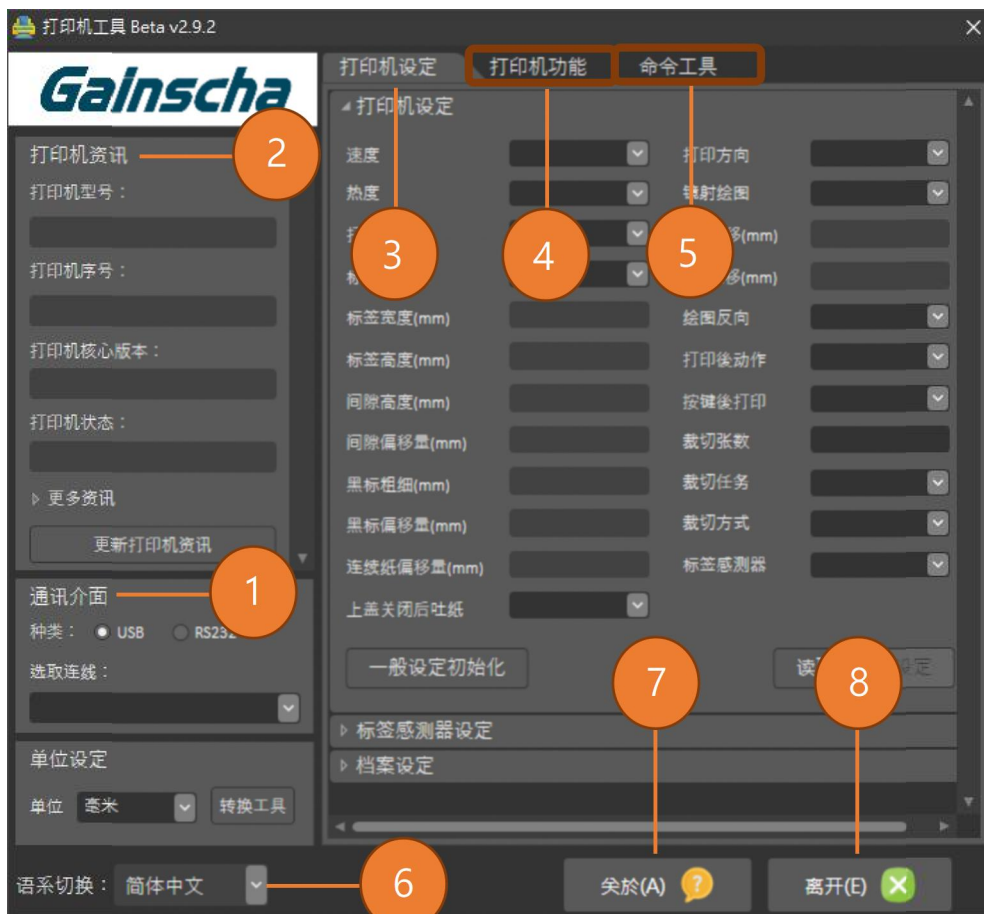 打印机工具 Beta v2.9.2
Gainscha
打印机设定
打印机功能
命令工具
打印机资讯
2
打印机型号：
打印机序号：
打印机核心版本：
打印机状态：
更多资讯
更新打印机资讯
1
通讯介面
种类： USB RS232
选取连线：
单位设定
单位 毫米 转换工具
语系切换： 简体中文
6
打印机设定
速度
热度
3
标签宽度(mm)
标签高度(mm)
间隙高度(mm)
间隙偏移量(mm)
黑标粗细(mm)
黑标偏移量(mm)
连续纸偏移量(mm)
上盖关闭后吐纸
4
5
打印方向
镜射绘图
移(mm)
移(mm)
绘图反向
打印後动作
按键後打印
裁切张数
裁切任务
裁切方式
标签感测器
一般设定初始化
7
读 设定
8
标签感测器设定
档案设定
关於(A)
离开(E)